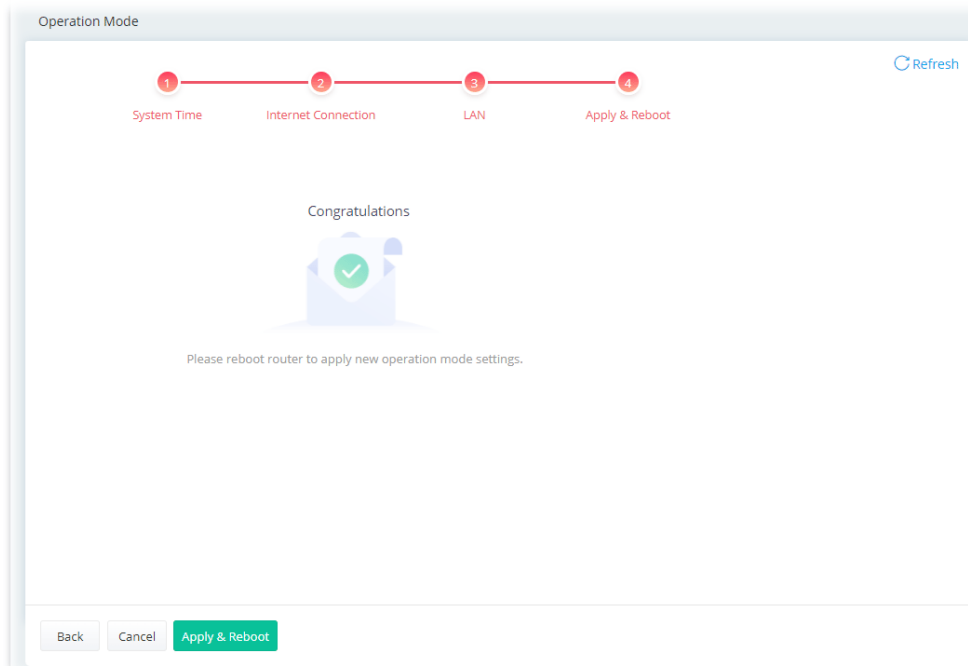 Operation Mode
Refresh
1 2 3 4
System Time Internet Connection LAN Apply & Reboot
Congratulations
Please reboot router to apply new operation mode settings.
Back Cancel Apply & Reboot